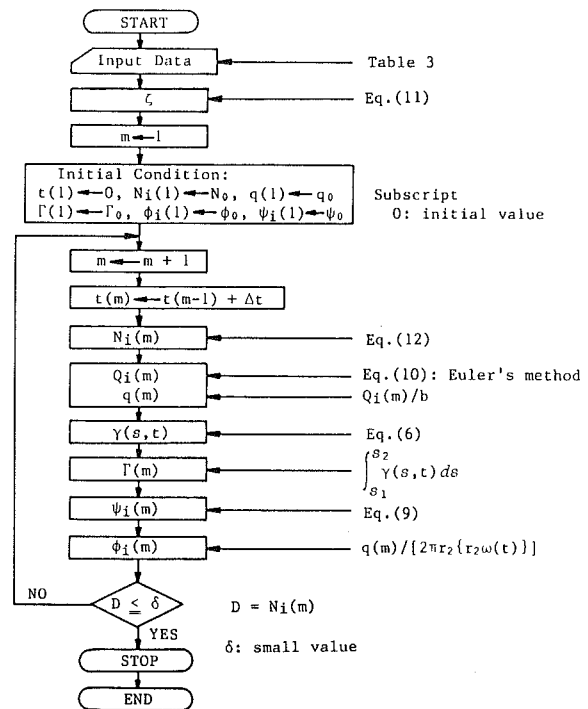 START
Input Data
Table 3
ζ
Eq.(11)
m←1
Initial Condition:
t(1)←0, Ni(1)←N0, q(1)←q0
Γ(1)←Γ0, ϕi(1)←ϕ0, ψi(1)←ψ0
Subscript
0: initial value
m←m + 1
t(m)←t(m-1) + Δt
Ni(m)
Eq.(12)
Qi(m)
Eq.(10): Euler's method
q(m)
Qi(m)/b
γ(s,t)
Eq.(6)
Γ(m)
∫s1s2 γ(s,t)ds
ψi(m)
Eq.(9)
ϕi(m)
q(m)/[2πr2{r2ω(t)}]
NO
D ≤ δ
D = Ni(m)
YES
δ: small value
STOP
END